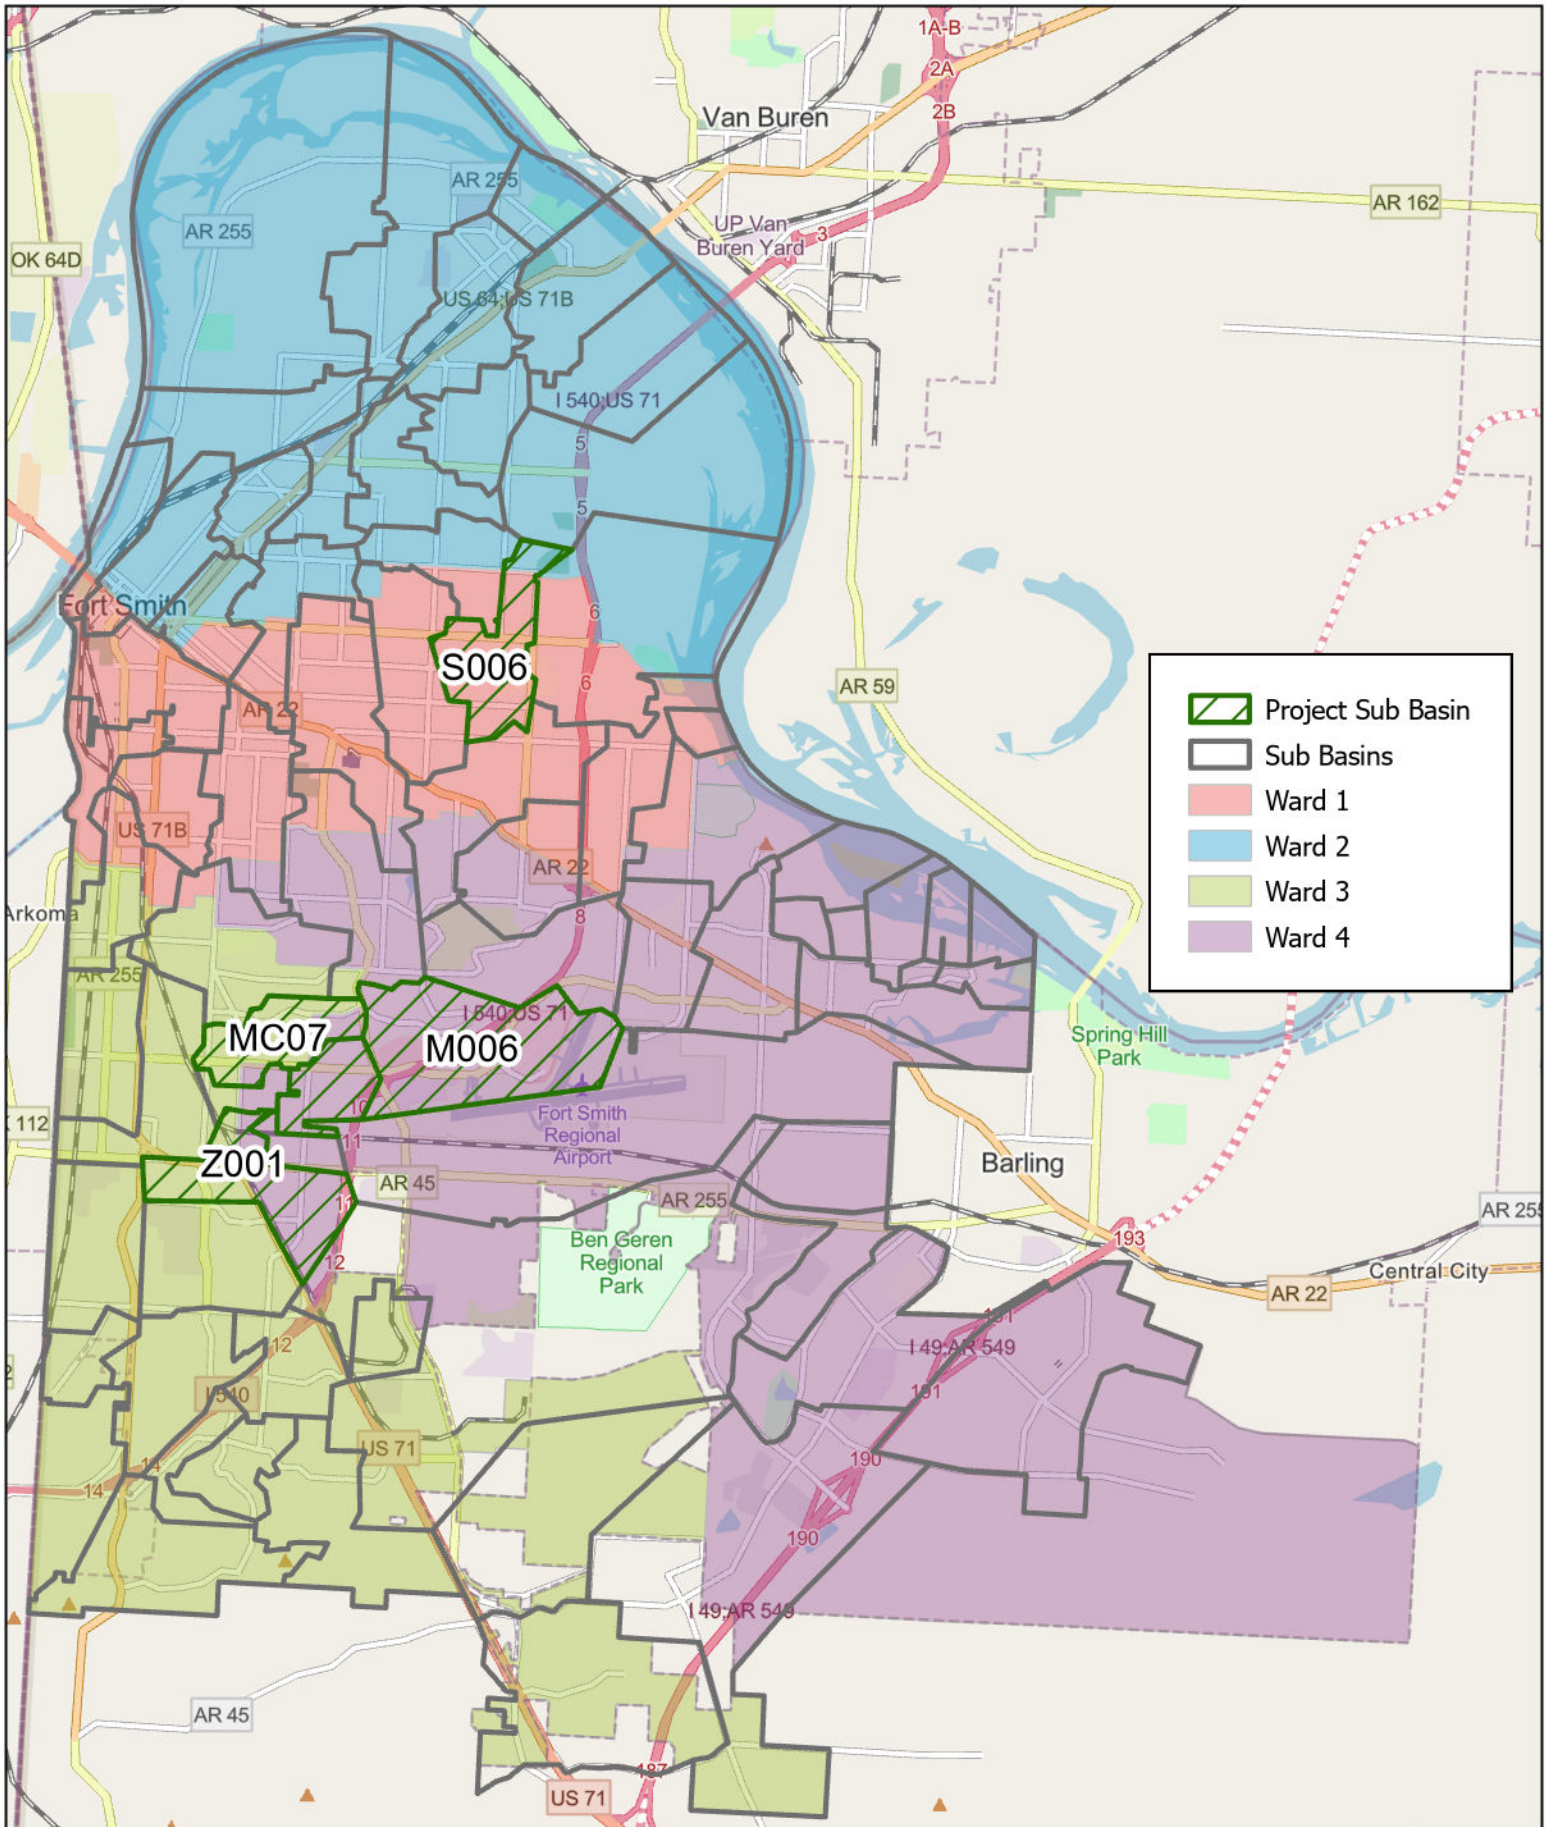 1A-B
2A
2B
Van Buren
AR 255
AR 162
AR 255
UP Van
Buren Yard
3
OK 64D
US 64;US 71B
I 540;US 71
5
5
Fort Smith
6
S006
6
AR 59
AR 22
Project Sub Basin
Sub Basins
Ward 1
Ward 2
Ward 3
Ward 4
US 71B
AR 22
Arkoma
8
AR 255
I 540;US 71
MC07
M006
Spring Hill
Park
10
Fort Smith
Regional
Airport
112
11
Z001
Barling
AR 45
AR 255
11
AR 255
Ben Geren
Regional
Park
193
12
Central City
AR 22
191
12
I 49;AR 549
2
I 540
191
US 71
14
190
14
190
I 49;AR 549
AR 45
187
US 71